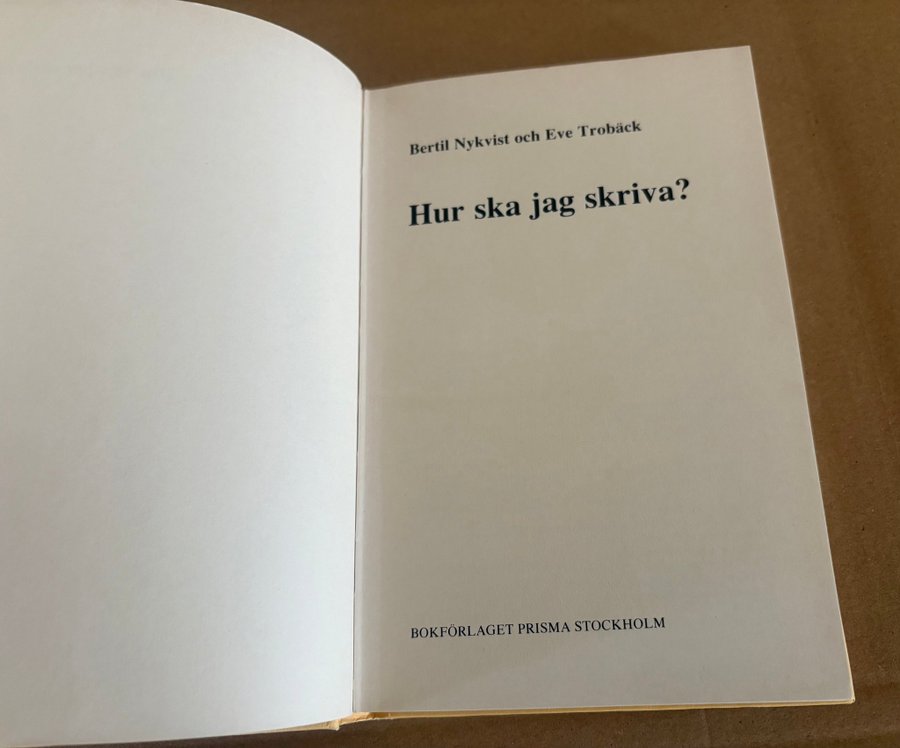 Bertil Nykvist och Eve Trobäck
Hur ska jag skriva?
BOKFÖRLAGET PRISMA STOCKHOLM